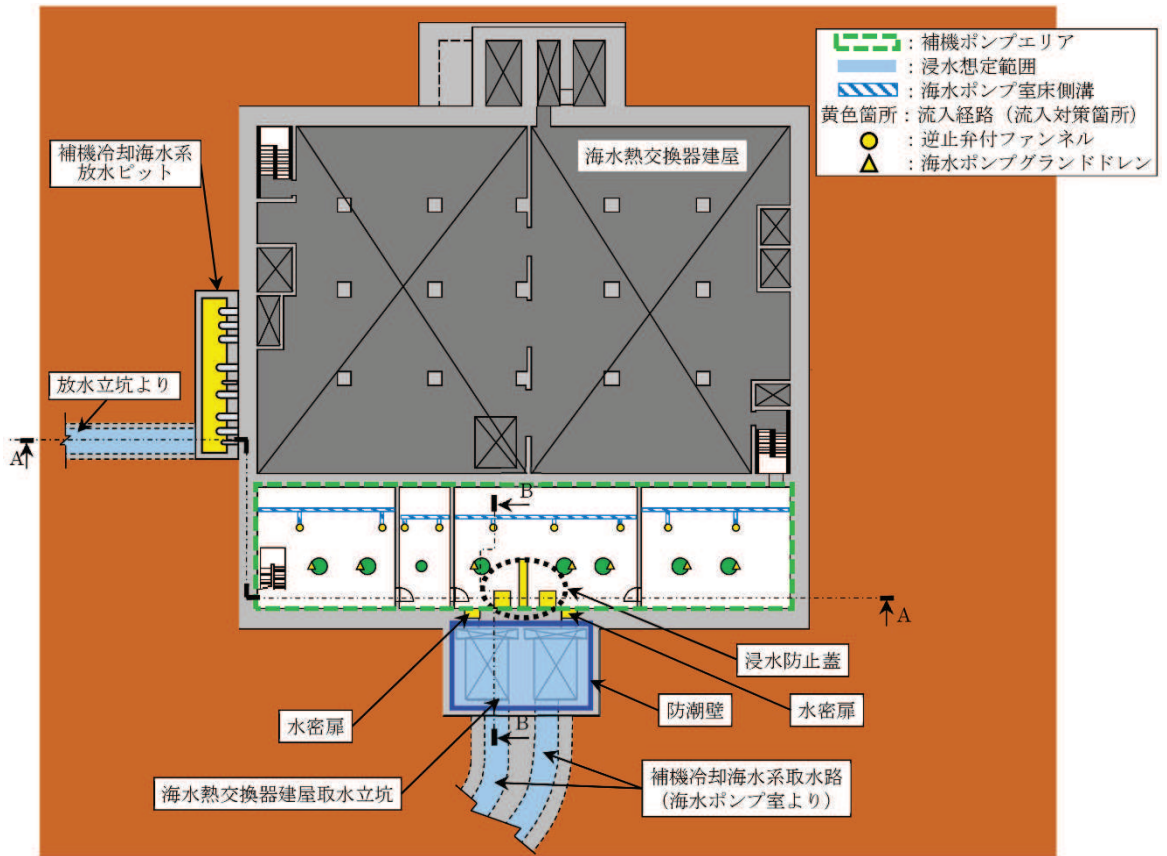 ：補機ポンプエリア
：浸水想定範囲
：海水ポンプ室床側溝
黄色箇所：流入経路（流入対策箇所）
：逆止弁付ファンネル
：海水ポンプグランドドレン
海水熱交換器建屋
補機冷却海水系
放水ピット
放水立坑より
A
B
A
浸水防止蓋
水密扉
防潮壁
水密扉
B
海水熱交換器建屋取水立坑
補機冷却海水系取水路
（海水ポンプ室より）